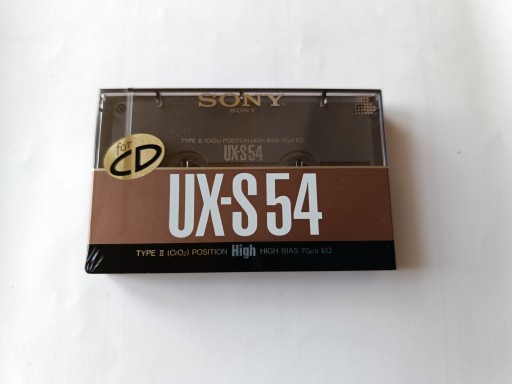 SONY
SONY
TYPE II (CrO₂) POSITION HIGH BIAS 70μs EQ
UX-S54
for CD
UX-S 54
TYPE II (CrO₂) POSITION High HIGH BIAS 70μs EQ